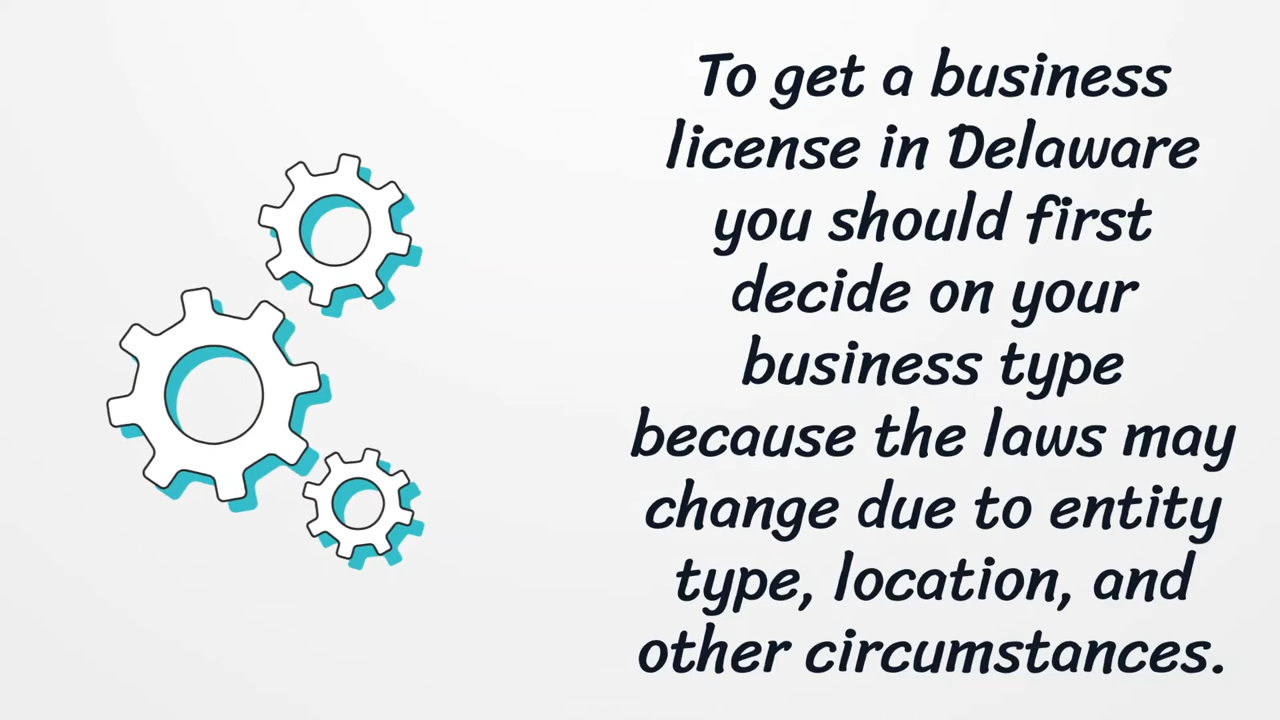 To get a business
license in Delaware
you should first
decide on your
business type
because the laws may
change due to entity
type, location, and
other circumstances.